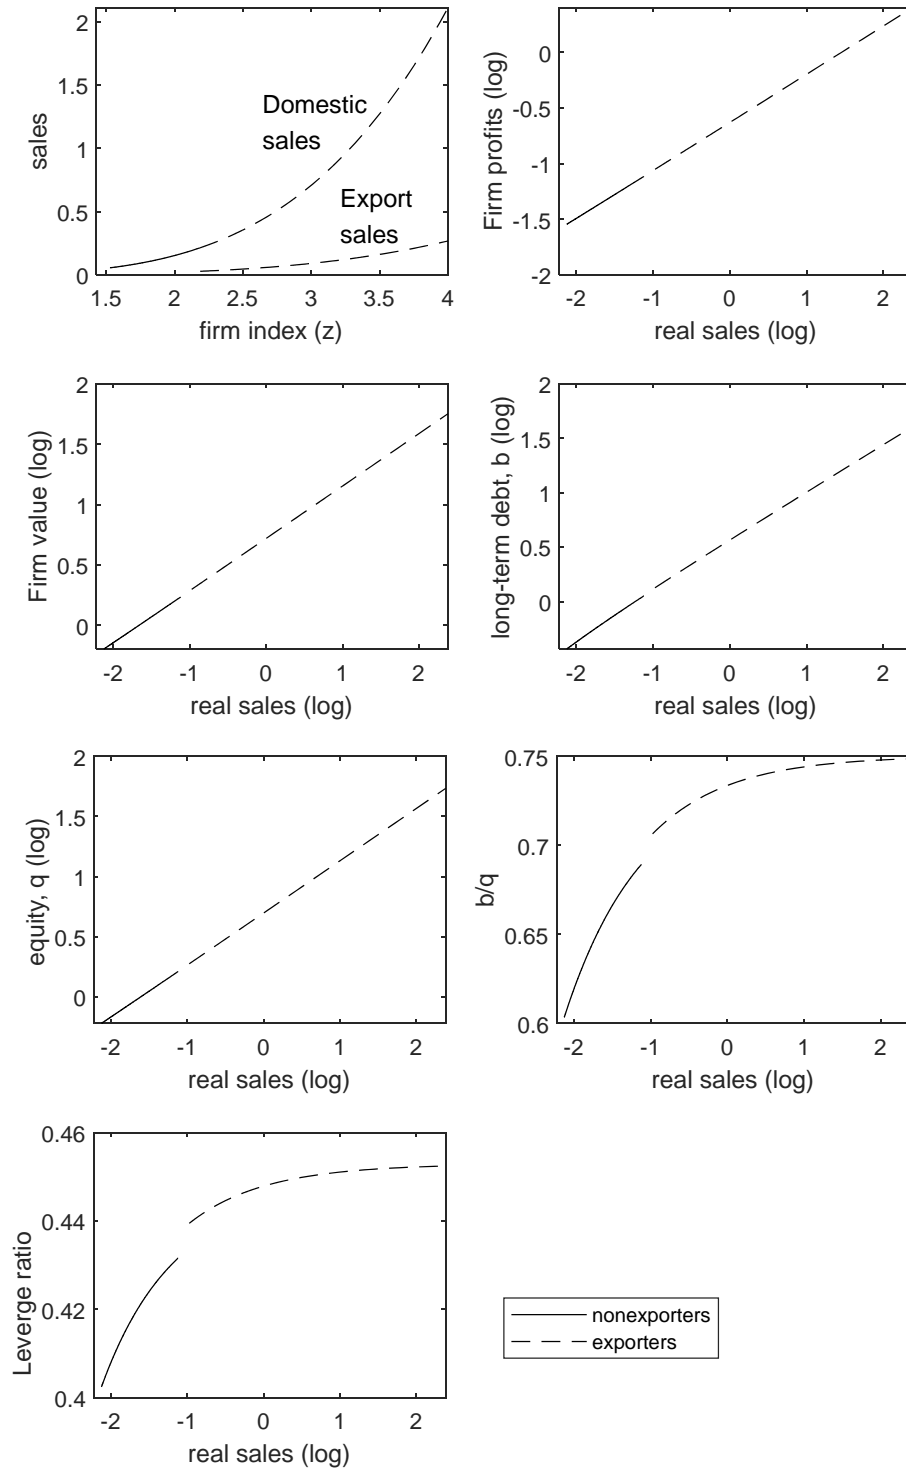 2
1.5
1
0.5
0
sales
Domestic
sales
Export
sales
1.5 2 2.5 3 3.5 4
firm index (z)
0
-0.5
-1
-1.5
-2
Firm profits (log)
-2 -1 0 1 2
real sales (log)
2
1.5
1
0.5
0
Firm value (log)
-2 -1 0 1 2
real sales (log)
2
1.5
1
0.5
0
long-term debt, b (log)
-2 -1 0 1 2
real sales (log)
2
1.5
1
0.5
0
equity, q (log)
-2 -1 0 1 2
real sales (log)
0.75
0.7
0.65
0.6
b/q
-2 -1 0 1 2
real sales (log)
0.46
0.44
0.42
0.4
Leverge ratio
-2 -1 0 1 2
real sales (log)
nonexporters
exporters